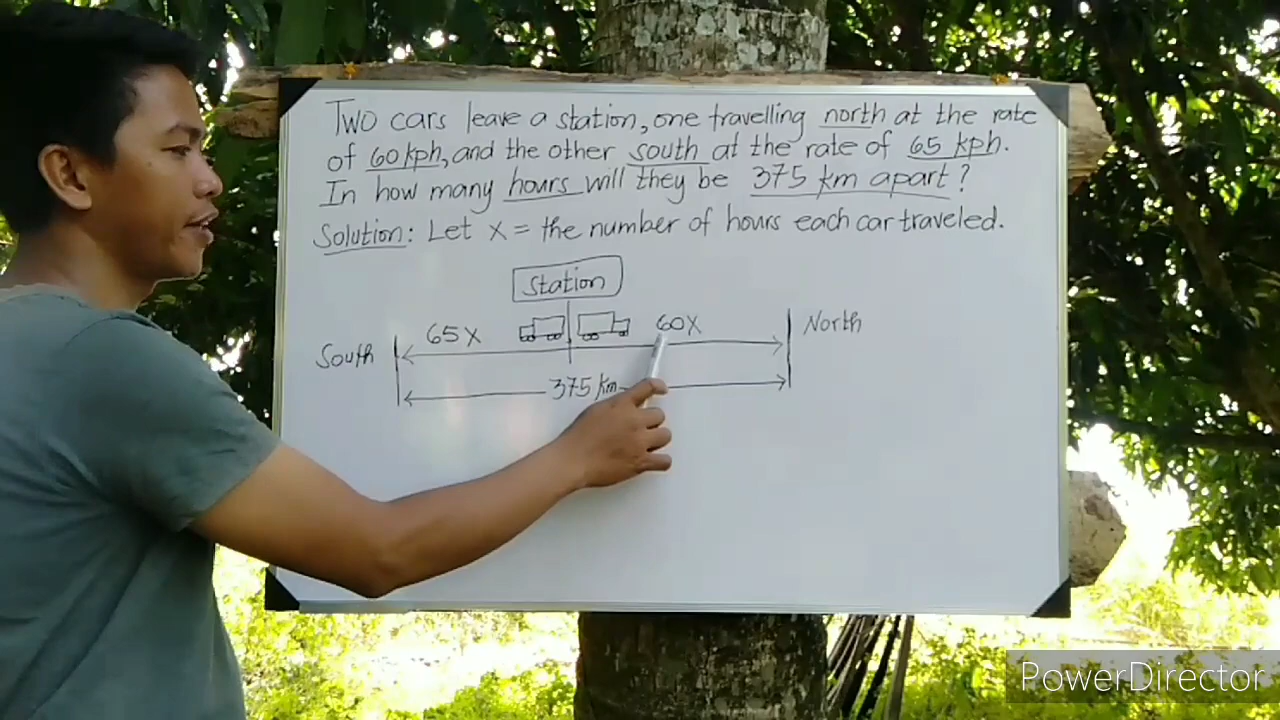 Two cars leave a station, one travelling north at the rate
of 60 kph, and the other south at the rate of 65 kph.
In how many hours will they be 375 km apart?
Solution: Let x = the number of hours each car traveled.
Station
65x
60x
North
South
375 km
PowerDirector